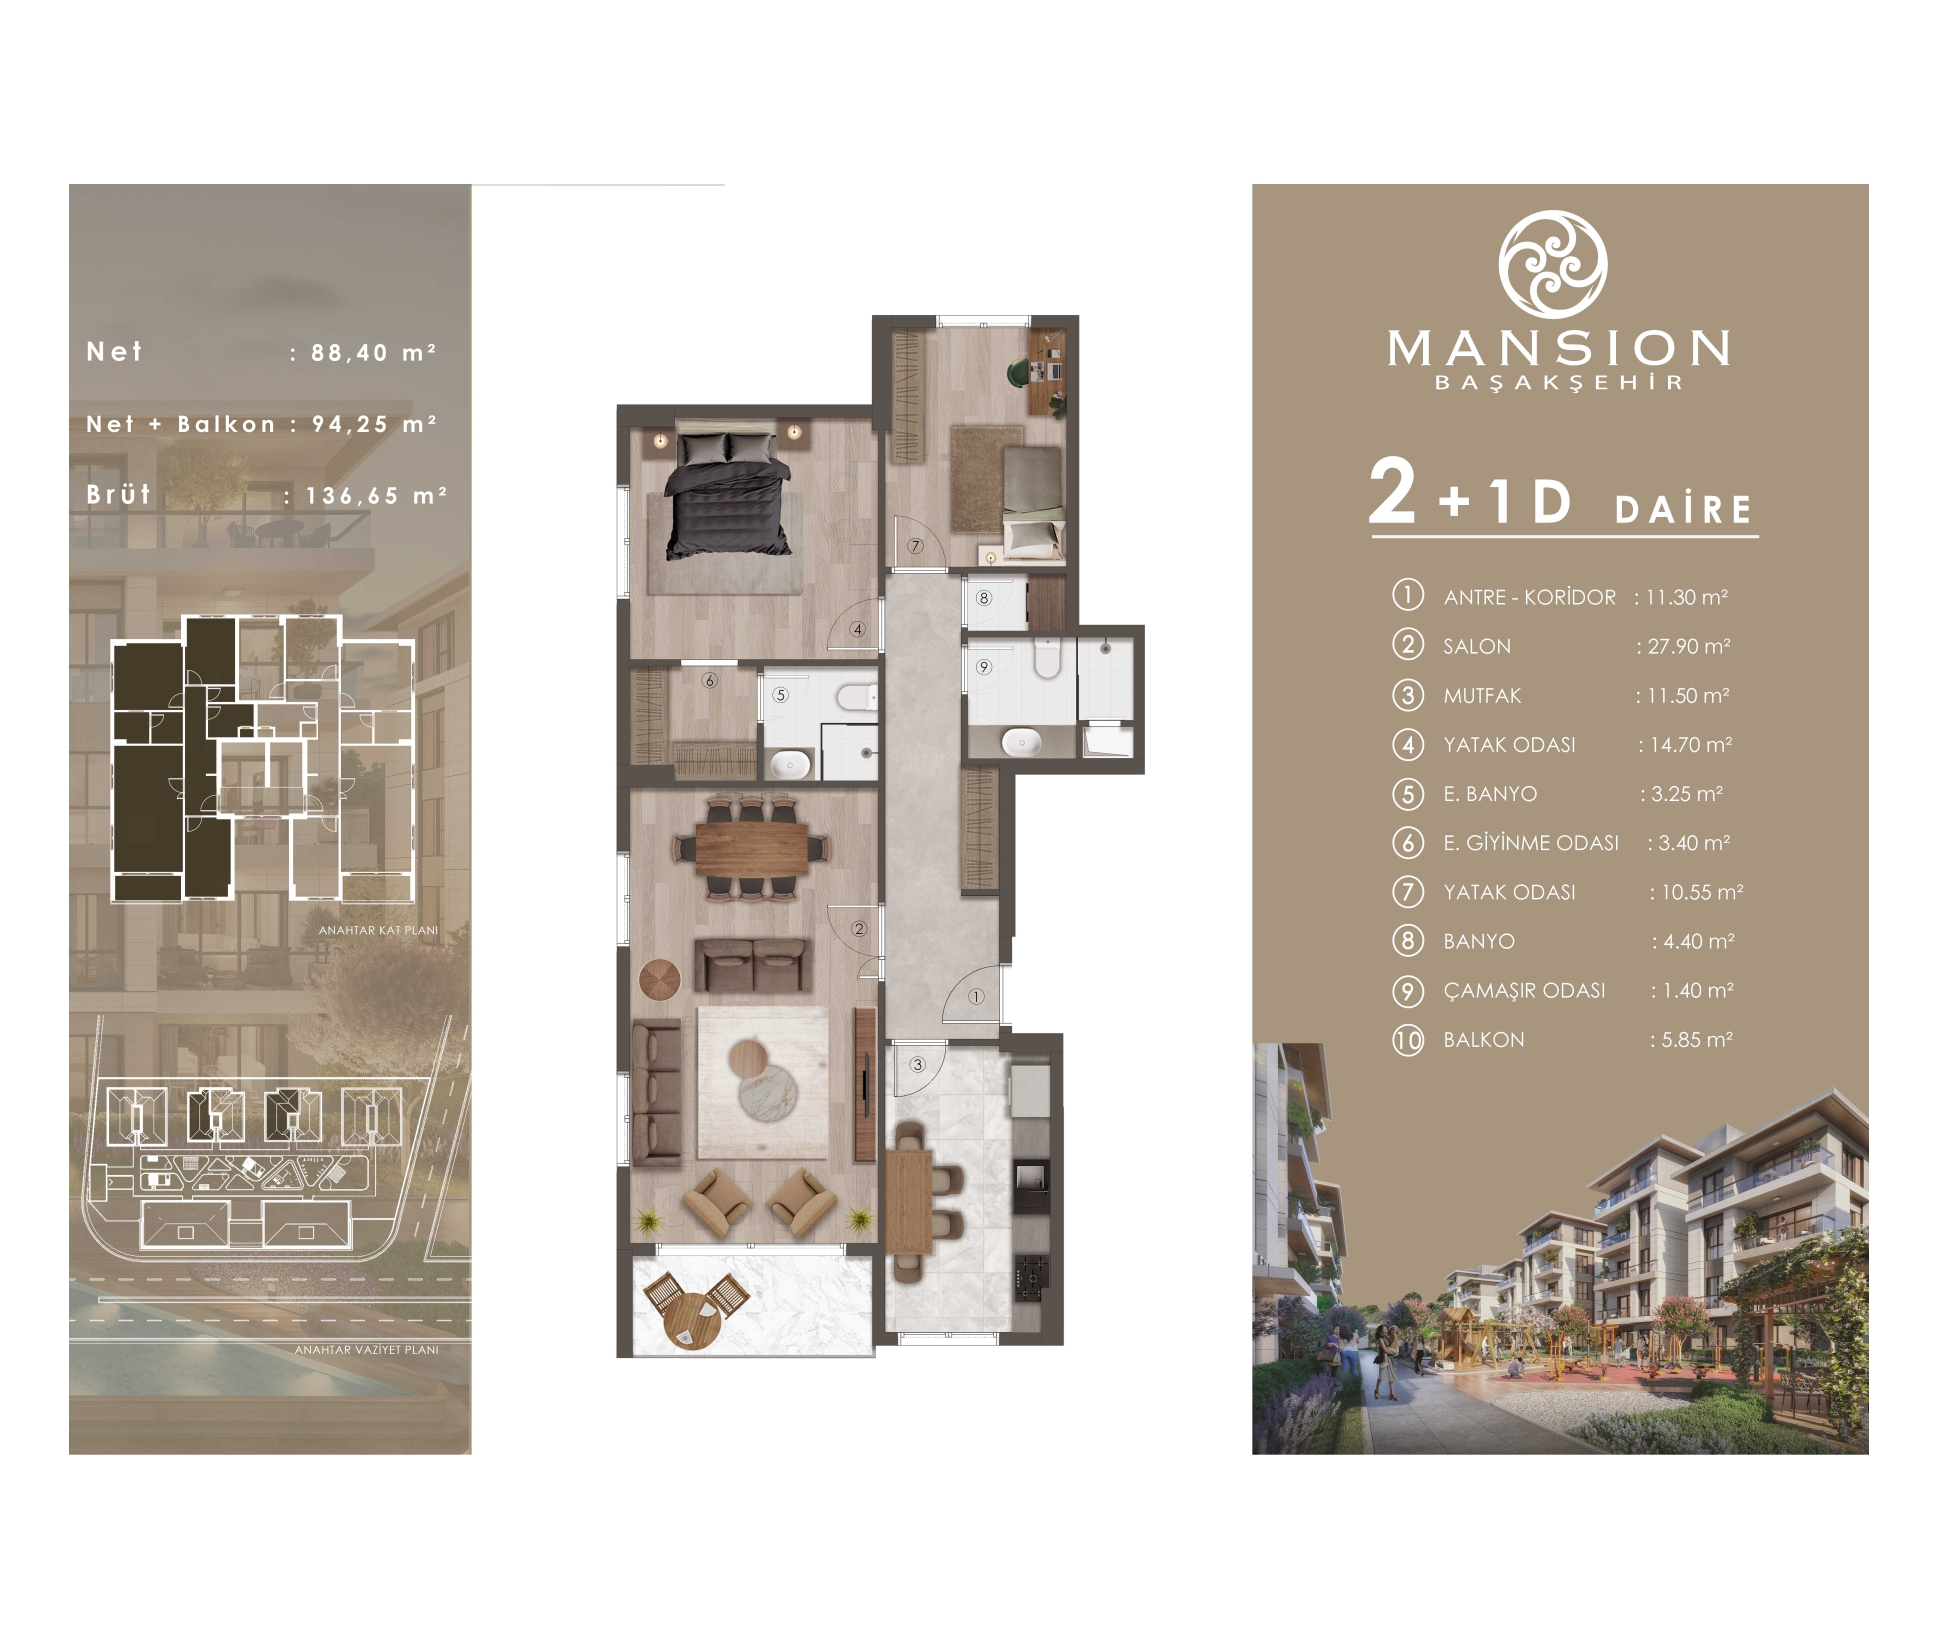 Net : 88,40 m²
Net + Balkon : 94,25 m²
Brüt : 136,65 m²
ANAHTAR KAT PLANI
ANAHTAR VAZİYET PLANI
7
8
4
9
6
5
2
1
3
MANSION
BAŞAKŞEHİR
2+1D DAİRE
1 ANTRE - KORİDOR : 11.30 m²
2 SALON : 27.90 m²
3 MUTFAK : 11.50 m²
4 YATAK ODASI : 14.70 m²
5 E. BANYO : 3.25 m²
6 E. GİYİNME ODASI : 3.40 m²
7 YATAK ODASI : 10.55 m²
8 BANYO : 4.40 m²
9 ÇAMAŞIR ODASI : 1.40 m²
10 BALKON : 5.85 m²